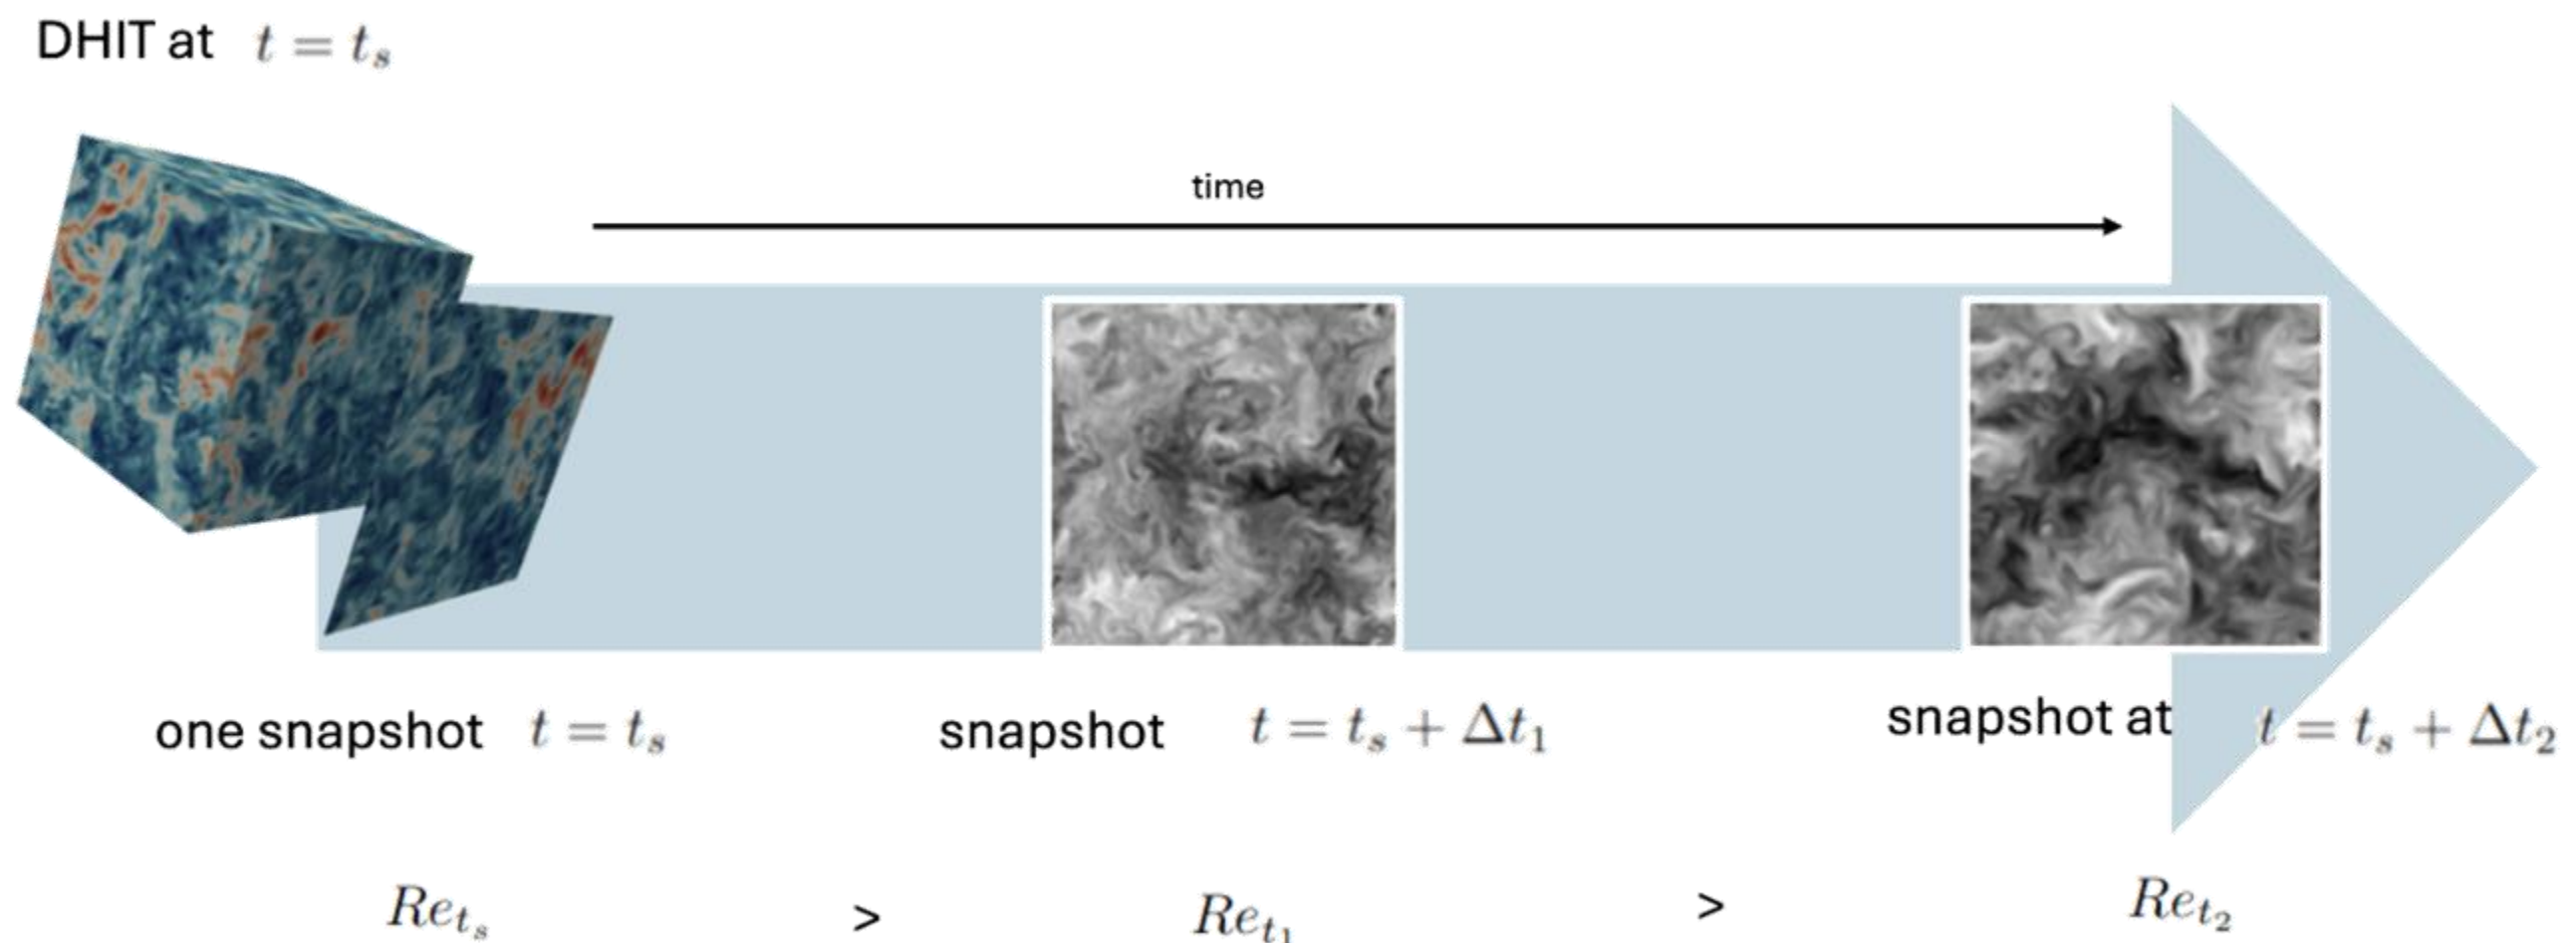 DHIT at t = t_s
time
one snapshot t = t_s
snapshot t = t_s + Δt_1
snapshot at t = t_s + Δt_2
Re_{t_s} > Re_{t_1} > Re_{t_2}